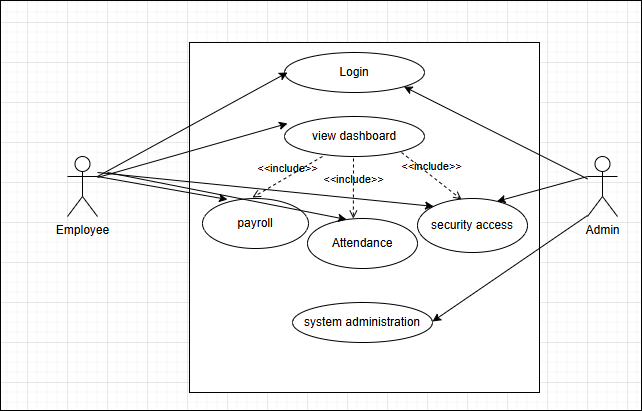 Login
view dashboard
<<include>>
<<include>>
<<include>>
payroll
Attendance
security access
Employee
Admin
system administration